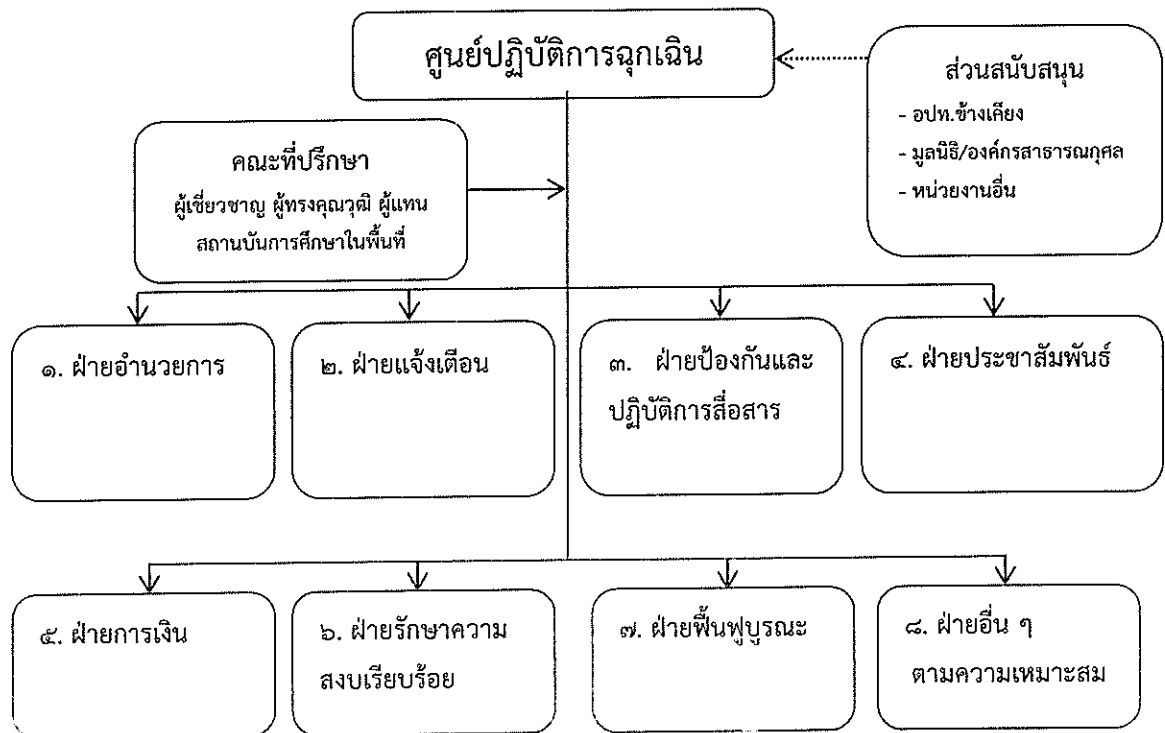 ศูนย์ปฏิบัติการฉุกเฉิน
ส่วนสนับสนุน
- อปท.ข้างเคียง
- มูลนิธิ/องค์กรสาธารณกุศล
- หน่วยงานอื่น
คณะที่ปรึกษา
ผู้เชี่ยวชาญ ผู้ทรงคุณวุฒิ ผู้แทน
สถานบันการศึกษาในพื้นที่
๑. ฝ่ายอำนวยการ
๒. ฝ่ายแจ้งเตือน
๓. ฝ่ายป้องกันและ
ปฏิบัติการสื่อสาร
๔. ฝ่ายประชาสัมพันธ์
๕. ฝ่ายการเงิน
๖. ฝ่ายรักษาความ
สงบเรียบร้อย
๗. ฝ่ายฟื้นฟูบูรณะ
๘. ฝ่ายอื่น ๆ
ตามความเหมาะสม